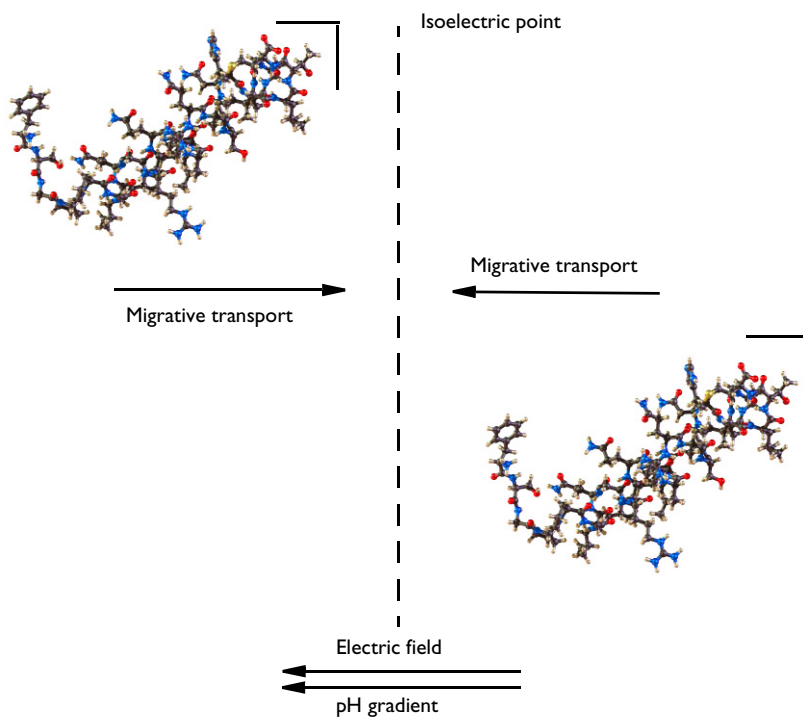 Isoelectric point
Migrative transport
Migrative transport
Electric field
pH gradient